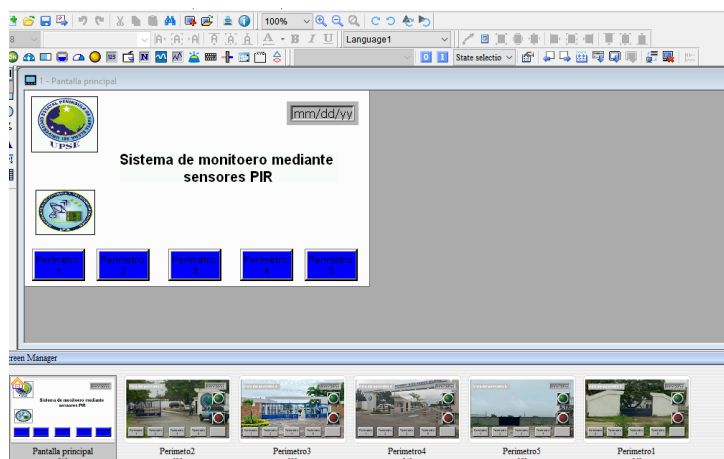 100%
Language1
State selectio
1 - Pantalla principal
UPSE
mm/dd/yy
Sistema de monitoero mediante
sensores PIR
Perimetro
1
Perimetro
2
Perimetro
3
Perimetro
4
Perimetro
5
reen Manager
Sistema de monitoero mediante
sensores PIR
Pantalla principal
Perimeto2
Perimetro3
Perimetro4
Perimetro5
Perimetro1